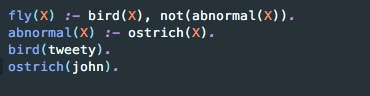 fly(X) :- bird(X), not(abnormal(X)).
abnormal(X) :- ostrich(X).
bird(tweety).
ostrich(john).